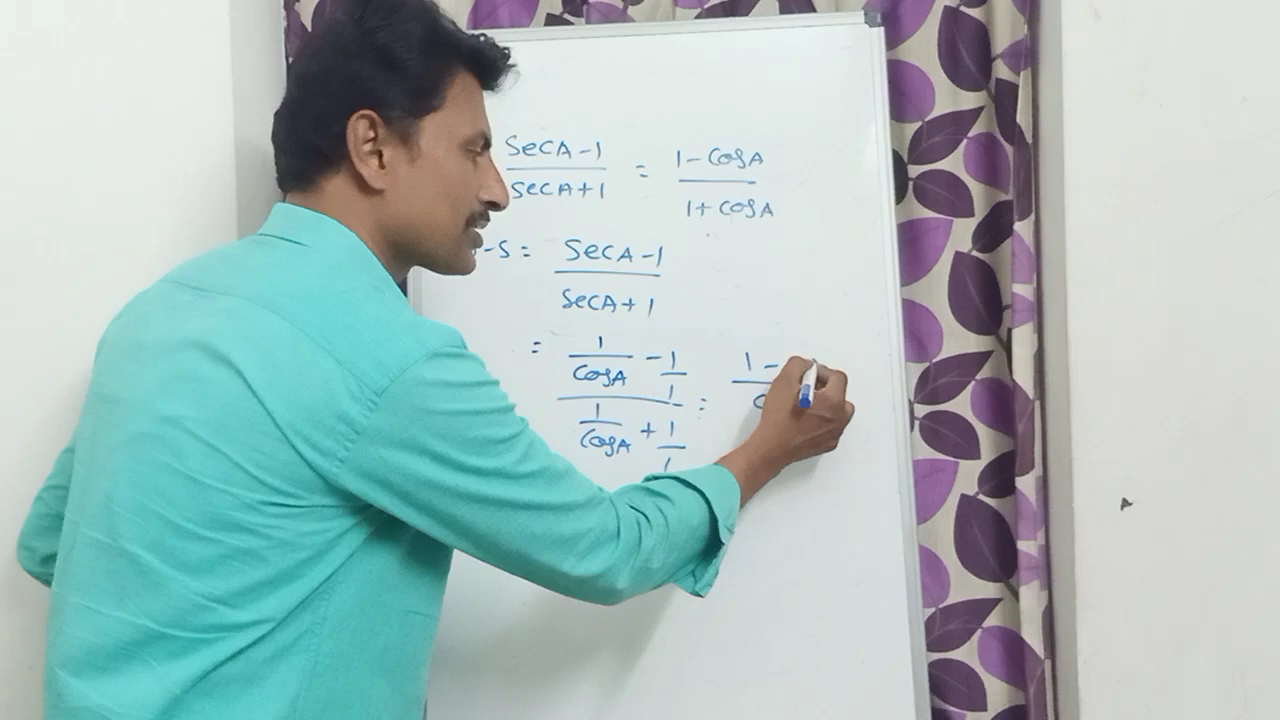 SecA-1 / SecA+1 = 1-CosA / 1+CosA
-S = SecA-1 / SecA+1
= 1/CosA - 1/1 / 1/CosA + 1/1 = 1-